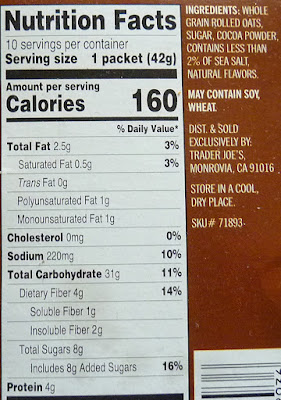 Nutrition Facts
10 servings per container
Serving size 1 packet (42g)
Amount per serving
Calories 160
% Daily Value*
Total Fat 2.5g 3%
Saturated Fat 0.5g 3%
Trans Fat 0g
Polyunsaturated Fat 1g
Monounsaturated Fat 1g
Cholesterol 0mg 0%
Sodium 220mg 10%
Total Carbohydrate 31g 11%
Dietary Fiber 4g 14%
Soluble Fiber 1g
Insoluble Fiber 2g
Total Sugars 8g
Includes 8g Added Sugars 16%
Protein 4g
INGREDIENTS: WHOLE
GRAIN ROLLED OATS,
SUGAR, COCOA POWDER,
CONTAINS LESS THAN
2% OF SEA SALT,
NATURAL FLAVORS.
MAY CONTAIN SOY,
WHEAT.
DIST. & SOLD
EXCLUSIVELY BY:
TRADER JOE'S,
MONROVIA, CA 91016
STORE IN A COOL,
DRY PLACE.
SKU# 71893